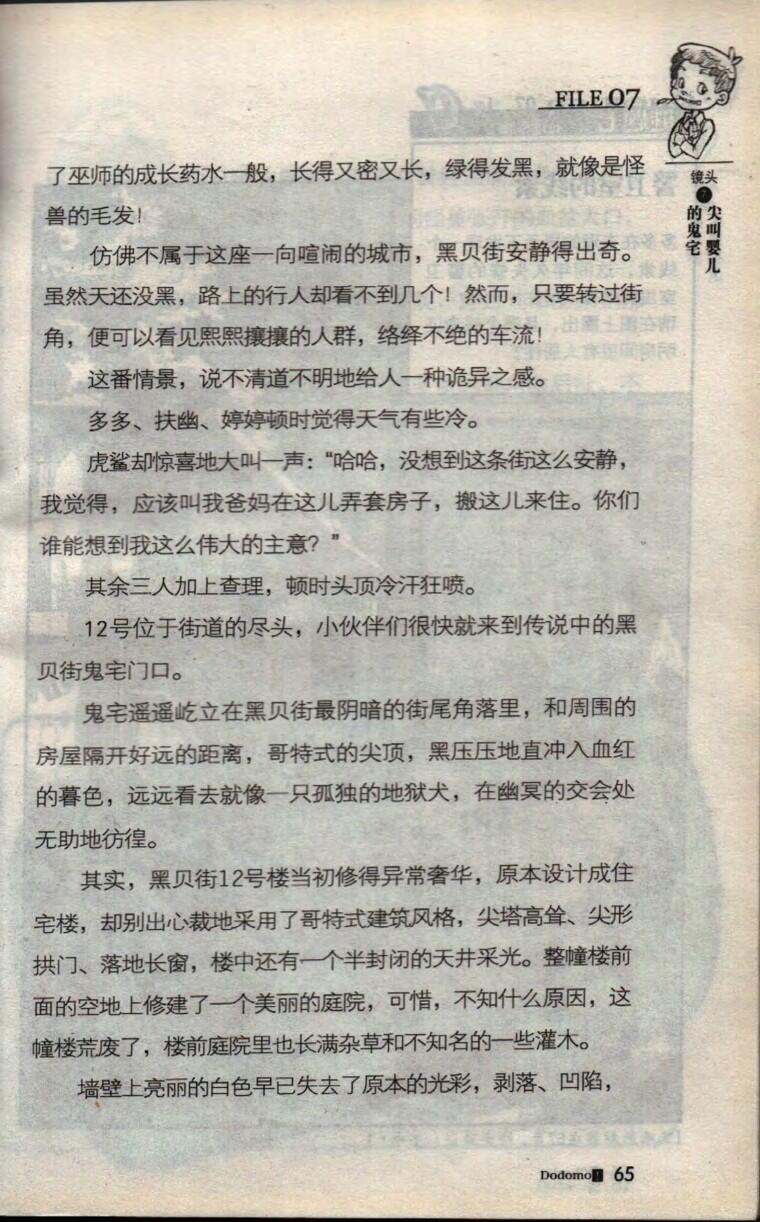 FILE 07
镜头
7
尖叫婴儿
的鬼宅
了巫师的成长药水一般，长得又密又长，绿得发黑，就像是怪
兽的毛发！
仿佛不属于这座一向喧闹的城市，黑贝街安静得出奇。
虽然天还没黑，路上的行人却看不到几个！然而，只要转过街
角，便可以看见熙熙攘攘的人群，络绎不绝的车流！
这番情景，说不清道不明地给人一种诡异之感。
多多、扶幽、婷婷顿时觉得天气有些冷。
虎鲨却惊喜地大叫一声：“哈哈，没想到这条街这么安静，
我觉得，应该叫我爸妈在这儿弄套房子，搬这儿来住。你们
谁能想到我这么伟大的主意？”
其余三人加上查理，顿时头顶冷汗狂喷。
12号位于街道的尽头，小伙伴们很快就来到传说中的黑
贝街鬼宅门口。
鬼宅遥遥屹立在黑贝街最阴暗的街尾角落里，和周围的
房屋隔开好远的距离，哥特式的尖顶，黑压压地直冲入血红
的暮色，远远看去就像一只孤独的地狱犬，在幽冥的交会处
无助地彷徨。
其实，黑贝街12号楼当初修得异常奢华，原本设计成住
宅楼，却别出心裁地采用了哥特式建筑风格，尖塔高耸、尖形
拱门、落地长窗，楼中还有一个半封闭的天井采光。整幢楼前
面的空地上修建了一个美丽的庭院，可惜，不知什么原因，这
幢楼荒废了，楼前庭院里也长满杂草和不知名的一些灌木。
墙壁上亮丽的白色早已失去了原本的光彩，剥落、凹陷，
Dodomo! 65